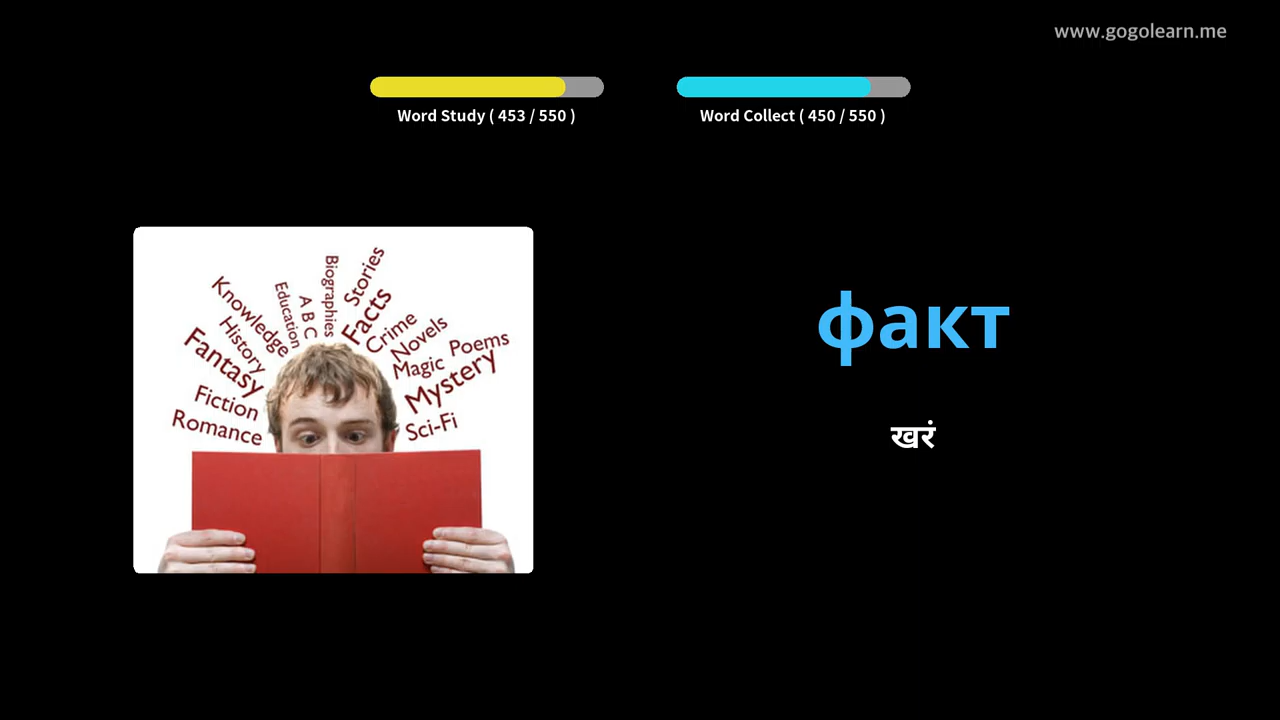 www.gogolearn.me
Word Study ( 453 / 550 )
Word Collect ( 450 / 550 )
Knowledge
Education
A B C
Biographies
Stories
Facts
Crime
Novels
Poems
Magic
Mystery
Sci-Fi
History
Fantasy
Fiction
Romance
факт
खरं